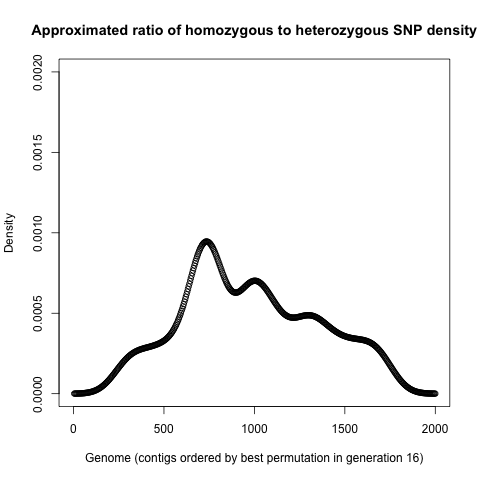 Approximated ratio of homozygous to heterozygous SNP density
0.0020
0.0015
0.0010
0.0005
0.0000
Density
0 500 1000 1500 2000
Genome (contigs ordered by best permutation in generation 16)